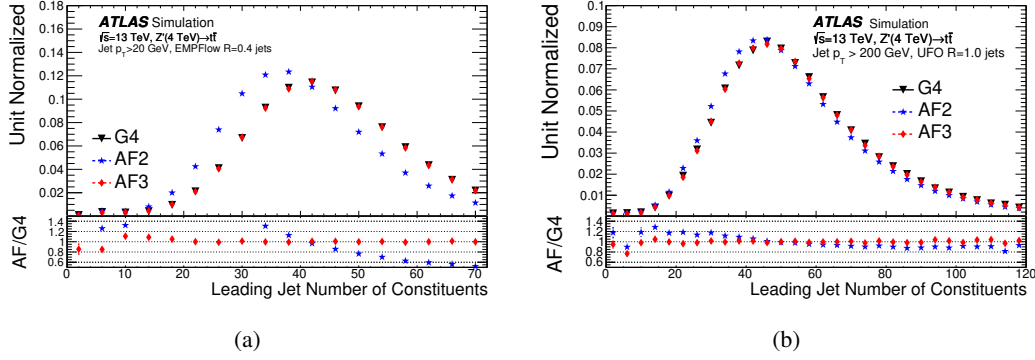 ATLAS Simulation
√s=13 TeV, Z'(4 TeV)→tt̄
Jet p_T>20 GeV, EMPFlow R=0.4 jets
Unit Normalized
0.18
0.16
0.14
0.12
0.1
0.08
0.06
0.04
0.02
G4
AF2
AF3
AF/G4
1.4
1.2
1
0.8
0.6
0 10 20 30 40 50 60 70
Leading Jet Number of Constituents
(a)
ATLAS Simulation
√s=13 TeV, Z'(4 TeV)→tt̄
Jet p_T > 200 GeV, UFO R=1.0 jets
Unit Normalized
0.1
0.09
0.08
0.07
0.06
0.05
0.04
0.03
0.02
0.01
G4
AF2
AF3
AF/G4
1.4
1.2
1
0.8
0.6
0 20 40 60 80 100 120
Leading Jet Number of Constituents
(b)